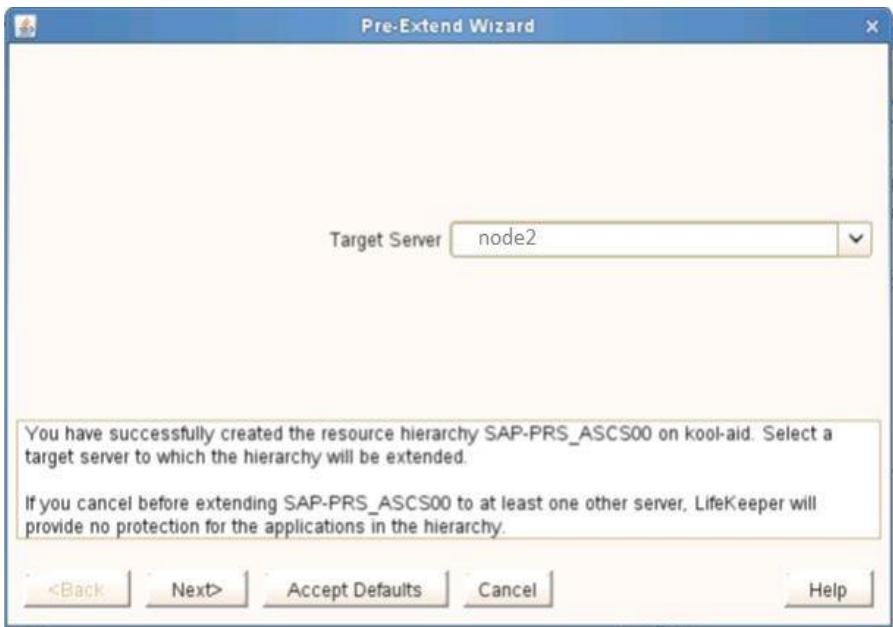 Pre-Extend Wizard
Target Server node2
You have successfully created the resource hierarchy SAP-PRS_ASCS00 on kool-aid. Select a
target server to which the hierarchy will be extended.
If you cancel before extending SAP-PRS_ASCS00 to at least one other server, LifeKeeper will
provide no protection for the applications in the hierarchy.
<Back Next> Accept Defaults Cancel Help